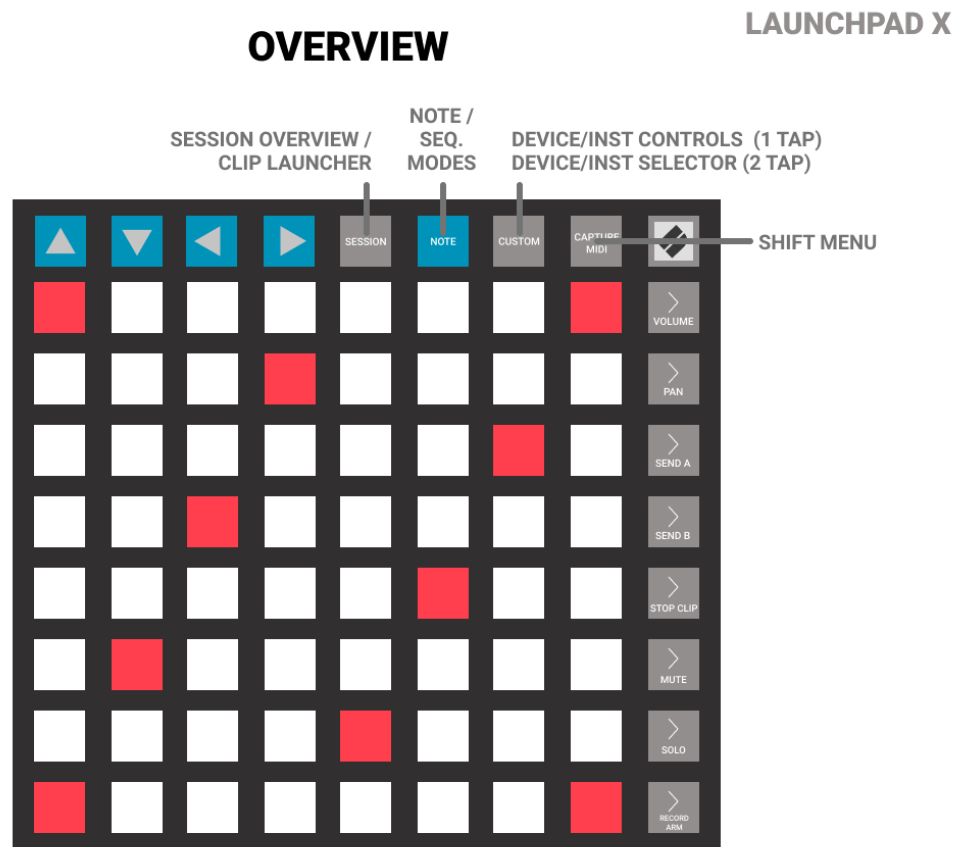 LAUNCHPAD X
OVERVIEW
SESSION OVERVIEW /
CLIP LAUNCHER
NOTE /
SEQ.
MODES
DEVICE/INST CONTROLS (1 TAP)
DEVICE/INST SELECTOR (2 TAP)
SESSION
NOTE
CUSTOM
CAPTURE
MIDI
SHIFT MENU
VOLUME
PAN
SEND A
SEND B
STOP CLIP
MUTE
SOLO
RECORD
ARM